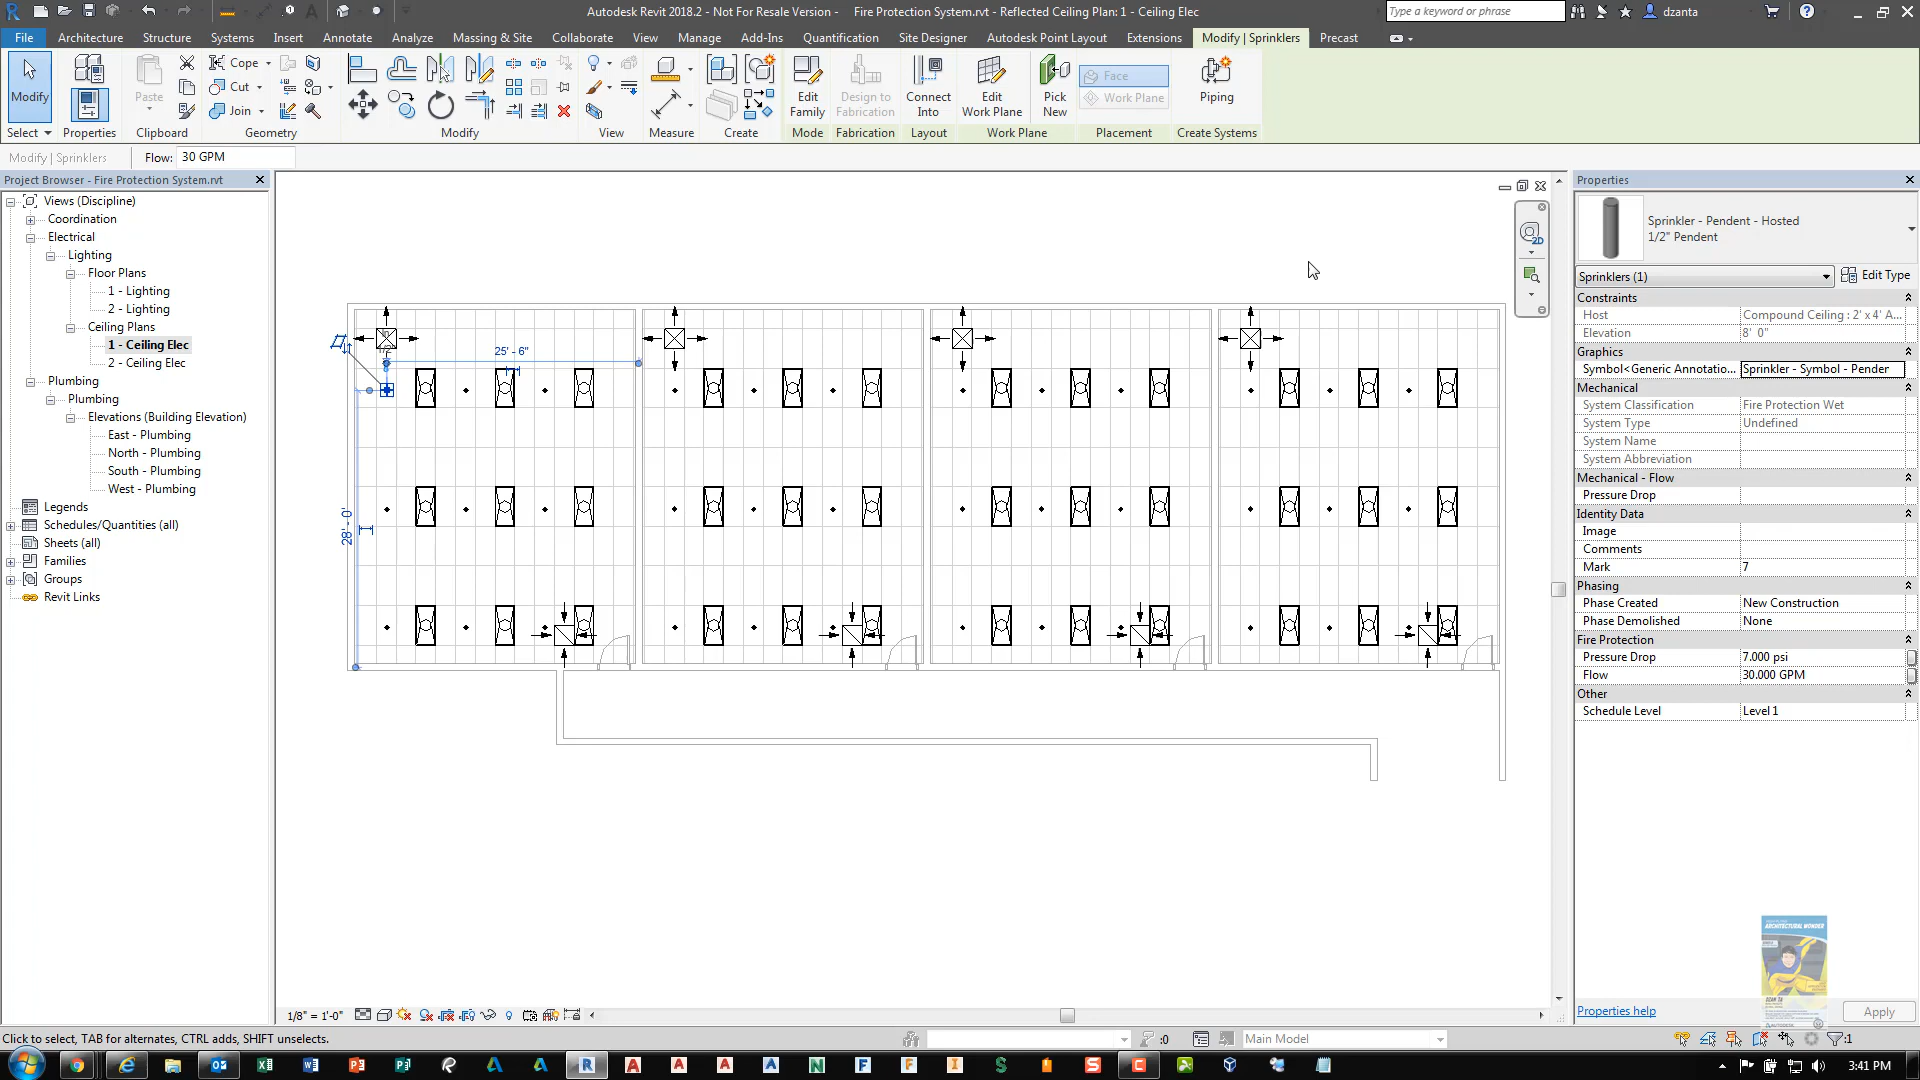 Autodesk Revit 2018.2 - Not For Resale Version - Fire Protection System.rvt - Reflected Ceiling Plan: 1 - Ceiling Elec
Type a keyword or phrase
dzanta
File Architecture Structure Systems Insert Annotate Analyze Massing & Site Collaborate View Manage Add-Ins Quantification Site Designer Autodesk Point Layout Extensions Modify | Sprinklers Precast
Modify
Paste
Cope
Cut
Join
Edit Family
Design to Fabrication
Connect Into
Edit Work Plane
Pick New
Face
Work Plane
Piping
Select Properties Clipboard Geometry Modify View Measure Create Mode Fabrication Layout Work Plane Placement Create Systems
Modify | Sprinklers Flow: 30 GPM
Project Browser - Fire Protection System.rvt
Views (Discipline)
Coordination
Electrical
Lighting
Floor Plans
1 - Lighting
2 - Lighting
Ceiling Plans
1 - Ceiling Elec
2 - Ceiling Elec
Plumbing
Plumbing
Elevations (Building Elevation)
East - Plumbing
North - Plumbing
South - Plumbing
West - Plumbing
Legends
Schedules/Quantities (all)
Sheets (all)
Families
Groups
Revit Links
2D
25' - 6"
28' - 0"
Properties
Sprinkler - Pendent - Hosted
1/2" Pendent
Sprinklers (1) Edit Type
Constraints
Host Compound Ceiling : 2' x 4' A...
Elevation 8' 0"
Graphics
Symbol<Generic Annotatio... Sprinkler - Symbol - Pender
Mechanical
System Classification Fire Protection Wet
System Type Undefined
System Name
System Abbreviation
Mechanical - Flow
Pressure Drop
Identity Data
Image
Comments
Mark 7
Phasing
Phase Created New Construction
Phase Demolished None
Fire Protection
Pressure Drop 7.000 psi
Flow 30.000 GPM
Other
Schedule Level Level 1
ARCHITECTURAL WONDER
AUTODESK
Properties help Apply
1/8" = 1'-0"
Click to select, TAB for alternates, CTRL adds, SHIFT unselects.
:0
Main Model
:1
3:41 PM